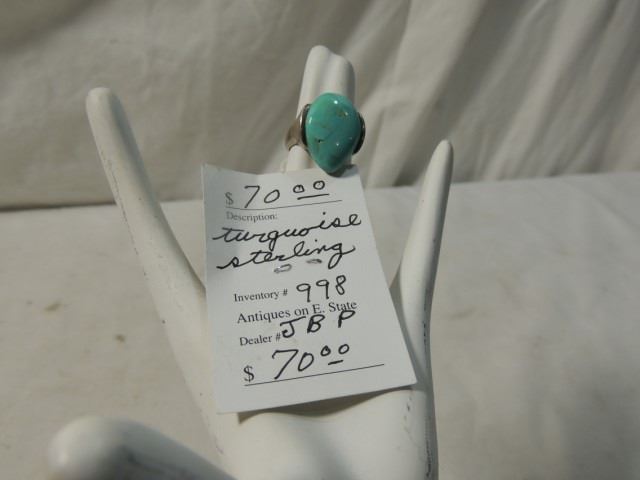 $ 70 00
Description:
turquoise
sterling
Inventory # 998
Antiques on E. State
Dealer # JBP
$ 70 00